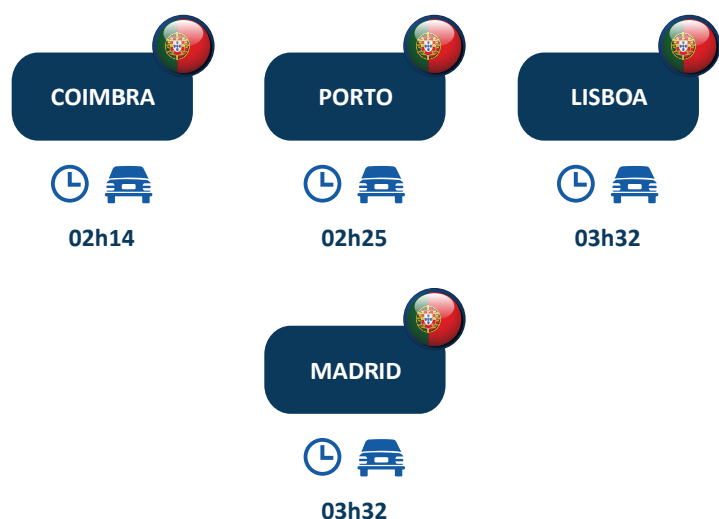 COIMBRA
PORTO
LISBOA
02h14
02h25
03h32
MADRID
03h32